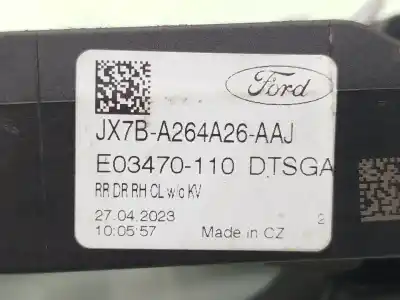 Ford
JX7B-A264A26-AAJ
E03470-110 DTSGA
RR DR RH CL w/o KV
27.04.2023 2
10:05:57 Made in CZ